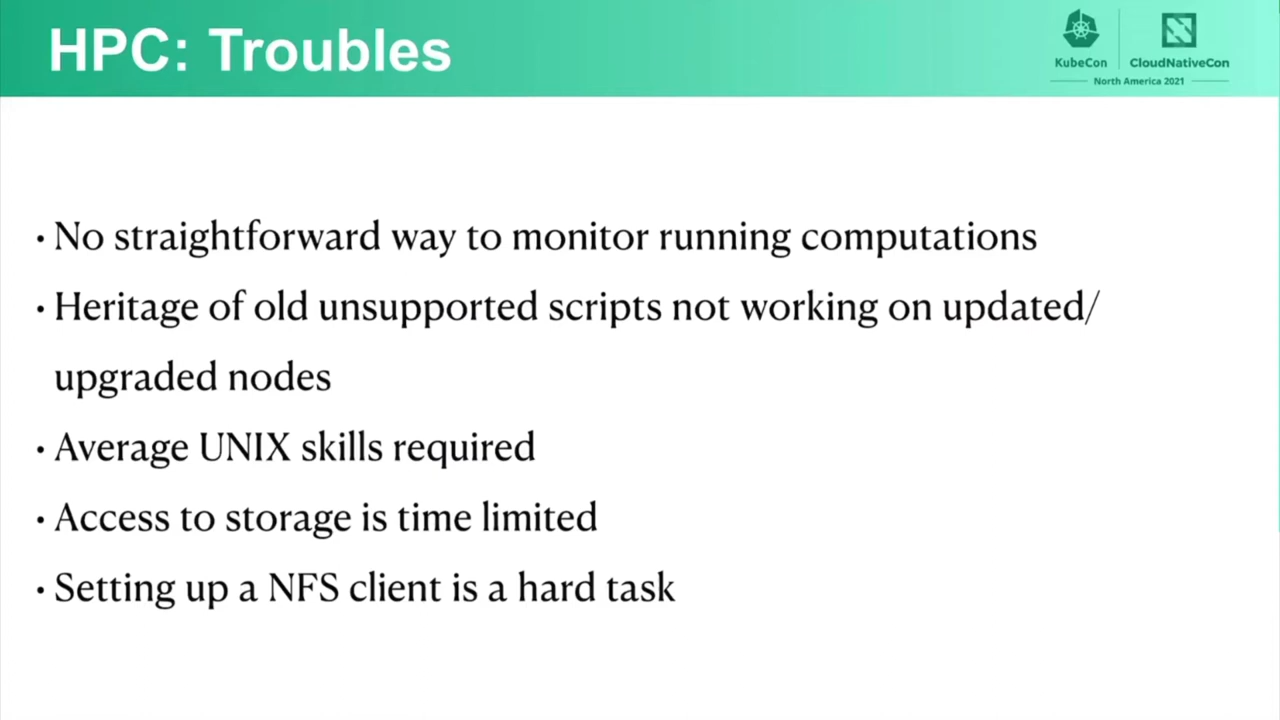 HPC: Troubles
KubeCon
CloudNativeCon
North America 2021
• No straightforward way to monitor running computations
• Heritage of old unsupported scripts not working on updated/
upgraded nodes
• Average UNIX skills required
• Access to storage is time limited
• Setting up a NFS client is a hard task